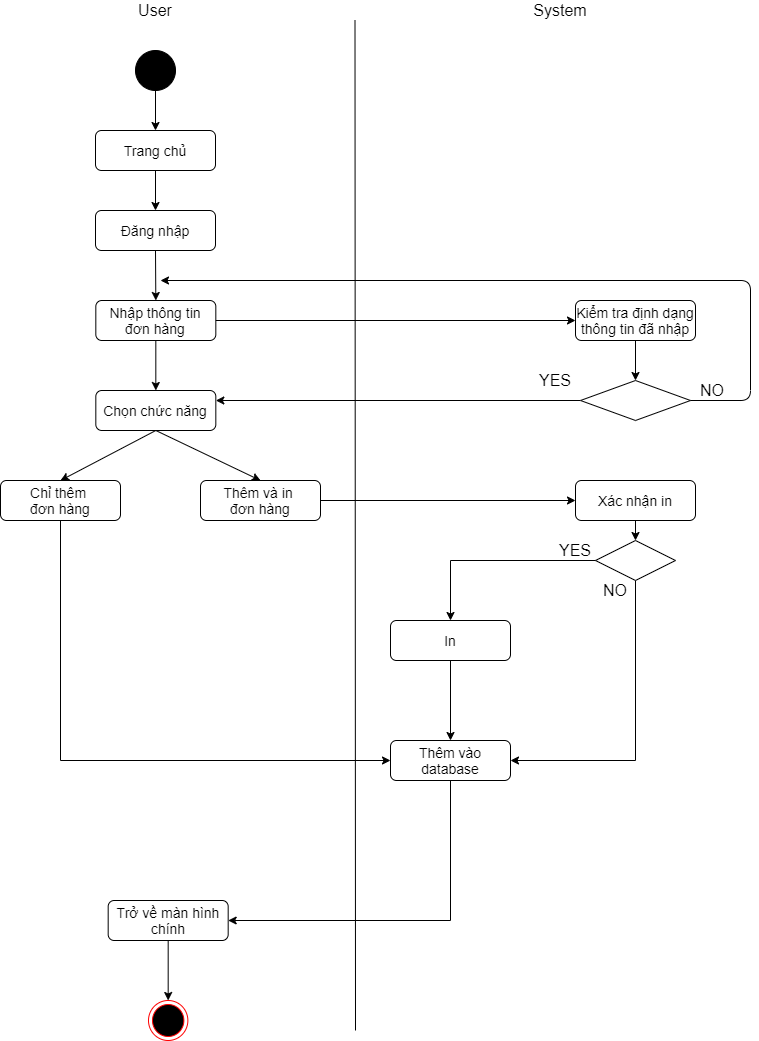 User
System
Trang chủ
Đăng nhập
Nhập thông tin
đơn hàng
Kiểm tra định dạng
thông tin đã nhập
YES
NO
Chọn chức năng
Chỉ thêm
đơn hàng
Thêm và in
đơn hàng
Xác nhận in
YES
NO
In
Thêm vào
database
Trở về màn hình
chính